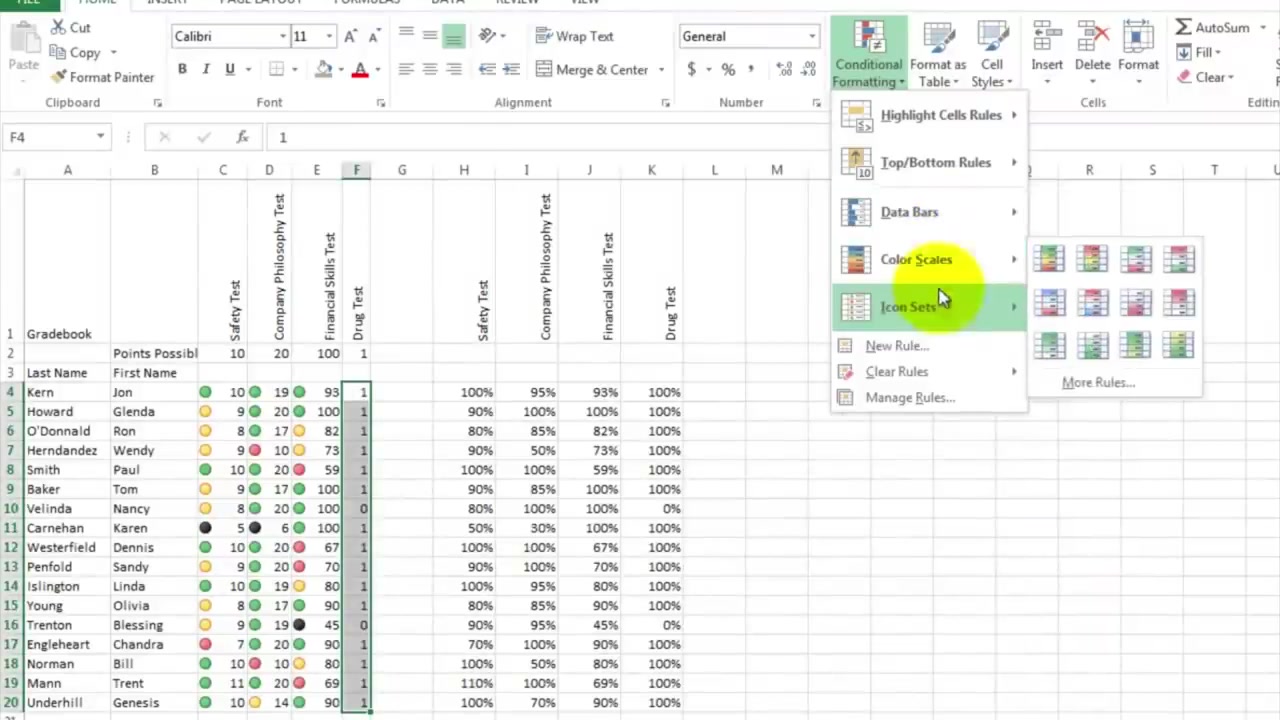 FILE HOME INSERT PAGE LAYOUT FORMULAS DATA REVIEW VIEW
Cut
Copy
Format Painter
Paste
Clipboard
Calibri 11
A A
B I U A
Font
Wrap Text
Merge & Center
Alignment
General
$ % , .0 .00 .00 .0
Number
Conditional Formatting
Format as Table
Cell Styles
Insert Delete Format
Cells
AutoSum
Fill
Clear
F4 fx 1
A B C D E F G H I J K L M Q R S T U
Highlight Cells Rules
Top/Bottom Rules
10
Data Bars
Color Scales
Icon Sets
New Rule...
Clear Rules
Manage Rules...
More Rules...
1 Gradebook Safety Test Company Philosophy Test Financial Skills Test Drug Test Safety Test Company Philosophy Test Financial Skills Test Drug Test
2 Points Possibl 10 20 100 1
3 Last Name First Name
4 Kern Jon 10 19 93 1 100% 95% 93% 100%
5 Howard Glenda 9 20 100 1 90% 100% 100% 100%
6 O'Donnald Ron 8 17 82 1 80% 85% 82% 100%
7 Herndandez Wendy 9 10 73 1 90% 50% 73% 100%
8 Smith Paul 10 20 59 1 100% 100% 59% 100%
9 Baker Tom 9 17 100 1 90% 85% 100% 100%
10 Velinda Nancy 8 20 100 0 80% 100% 100% 0%
11 Carnehan Karen 5 6 100 1 50% 30% 100% 100%
12 Westerfield Dennis 10 20 67 1 100% 100% 67% 100%
13 Penfold Sandy 9 20 70 1 90% 100% 70% 100%
14 Islington Linda 10 19 80 1 100% 95% 80% 100%
15 Young Olivia 8 17 90 1 80% 85% 90% 100%
16 Trenton Blessing 9 19 45 0 90% 95% 45% 0%
17 Engleheart Chandra 7 20 90 1 70% 100% 90% 100%
18 Norman Bill 10 10 80 1 100% 50% 80% 100%
19 Mann Trent 11 20 69 1 110% 100% 69% 100%
20 Underhill Genesis 10 14 90 1 100% 70% 90% 100%